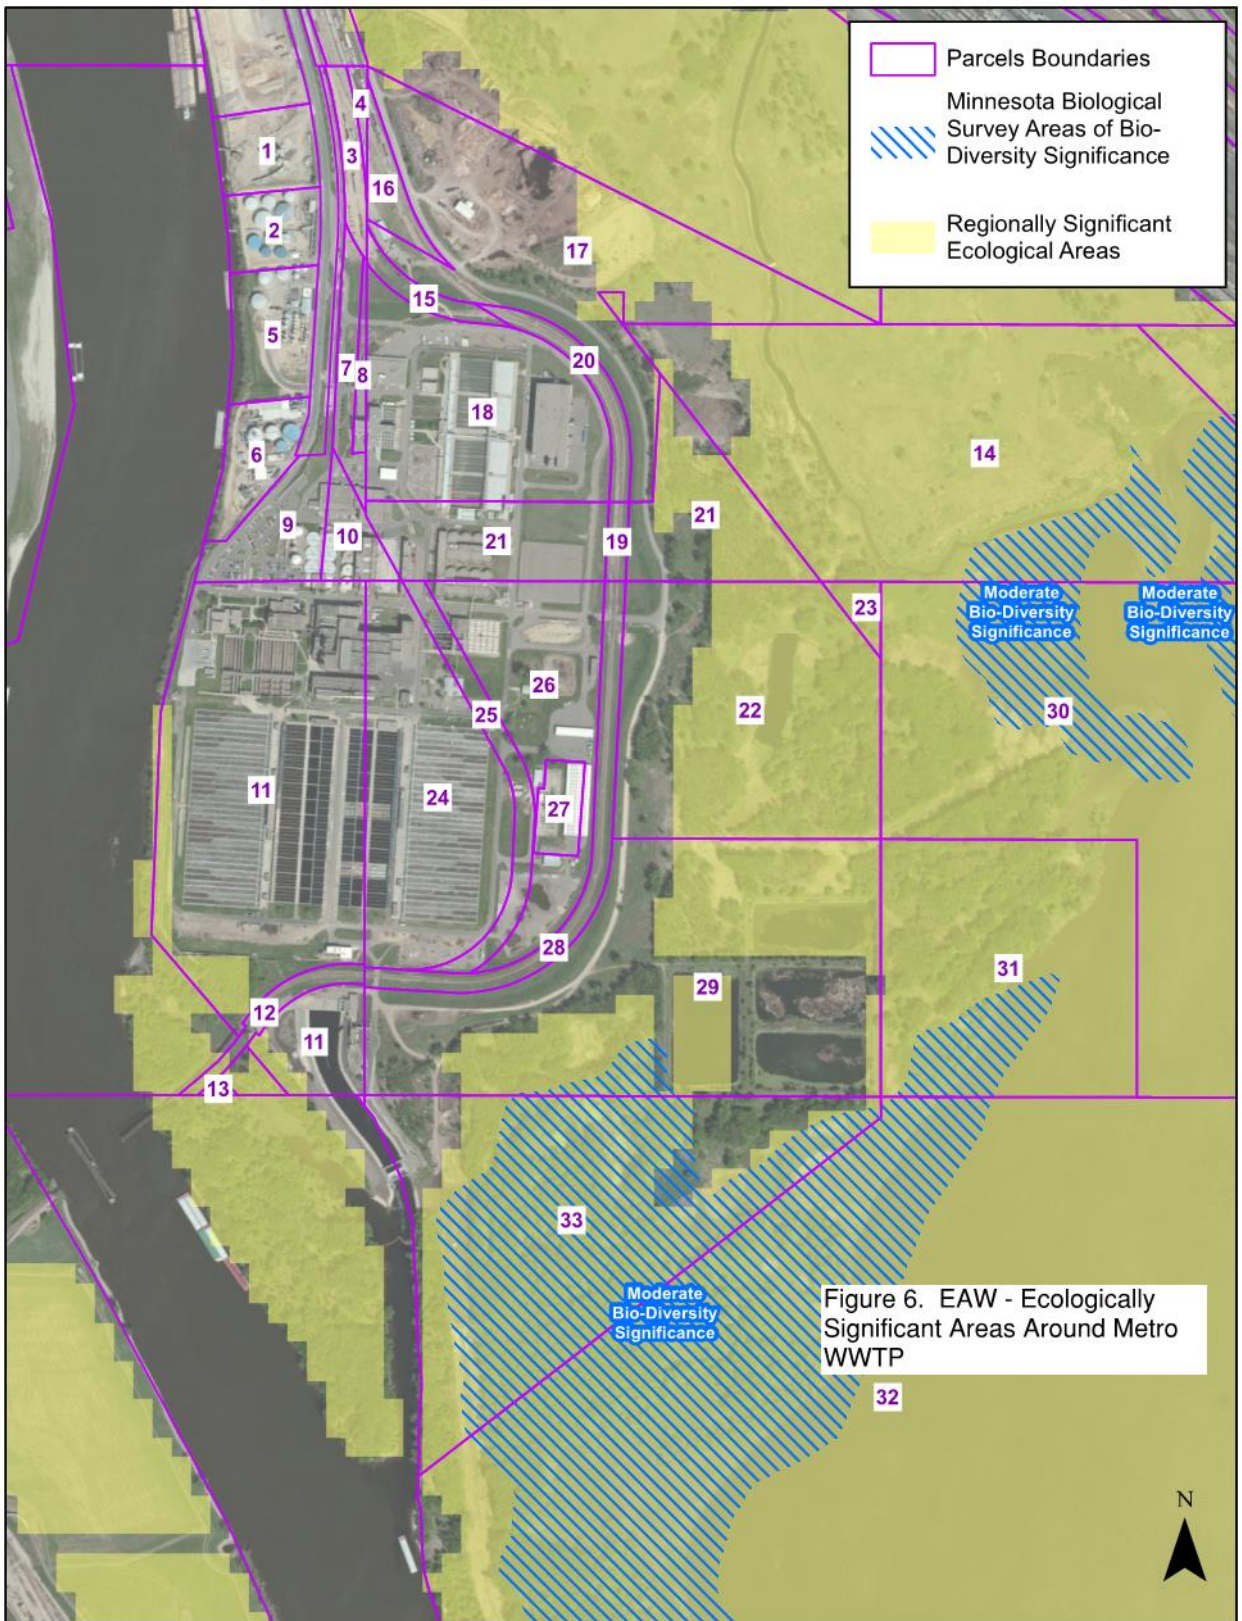 Parcels Boundaries
Minnesota Biological
Survey Areas of Bio-
Diversity Significance
Regionally Significant
Ecological Areas
4
1
3
16
2
17
15
5
20
7
8
18
6
14
21
9
10
21
19
Moderate
Bio-Diversity
Significance
Moderate
Bio-Diversity
Significance
23
26
22
25
30
11
24
27
28
31
29
12
11
13
33
Moderate
Bio-Diversity
Significance
Figure 6. EAW - Ecologically
Significant Areas Around Metro
WWTP
32
N